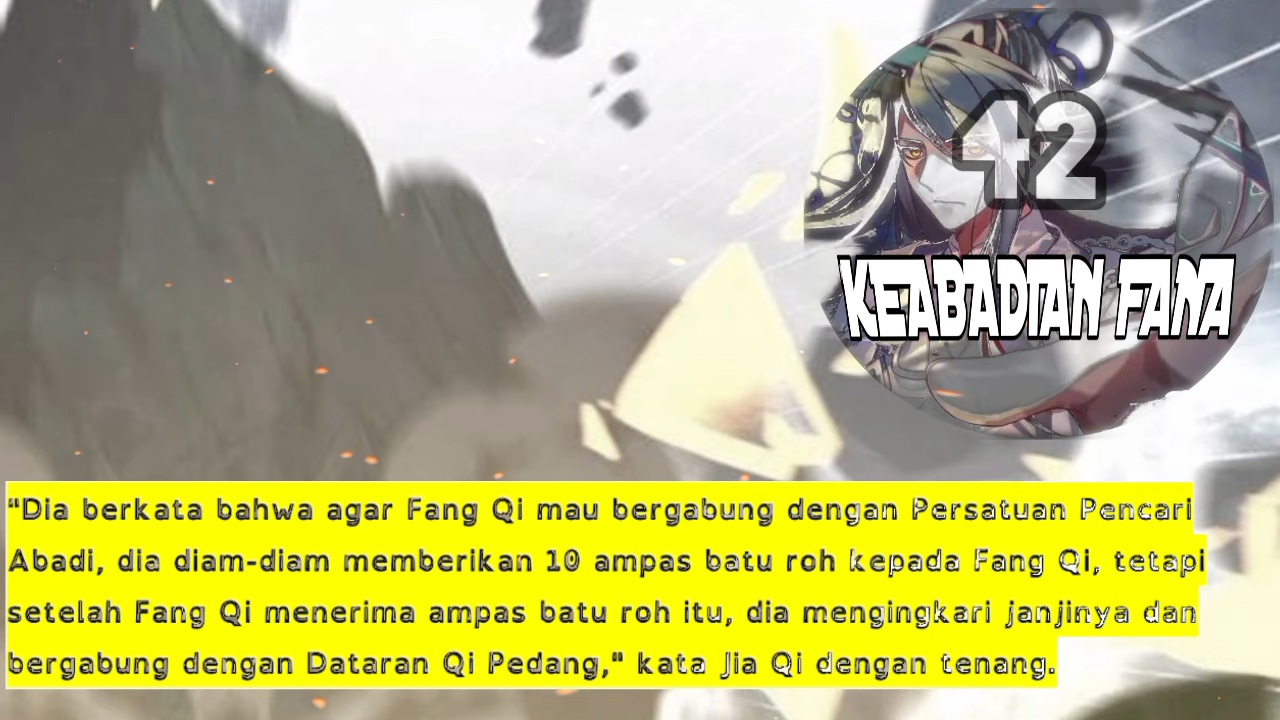 42
KEABADIAN FANA
"Dia berkata bahwa agar Fang Qi mau bergabung dengan Persatuan Pencari
Abadi, dia diam-diam memberikan 10 ampas batu roh kepada Fang Qi, tetapi
setelah Fang Qi menerima ampas batu roh itu, dia mengingkari janjinya dan
bergabung dengan Dataran Qi Pedang," kata Jia Qi dengan tenang.